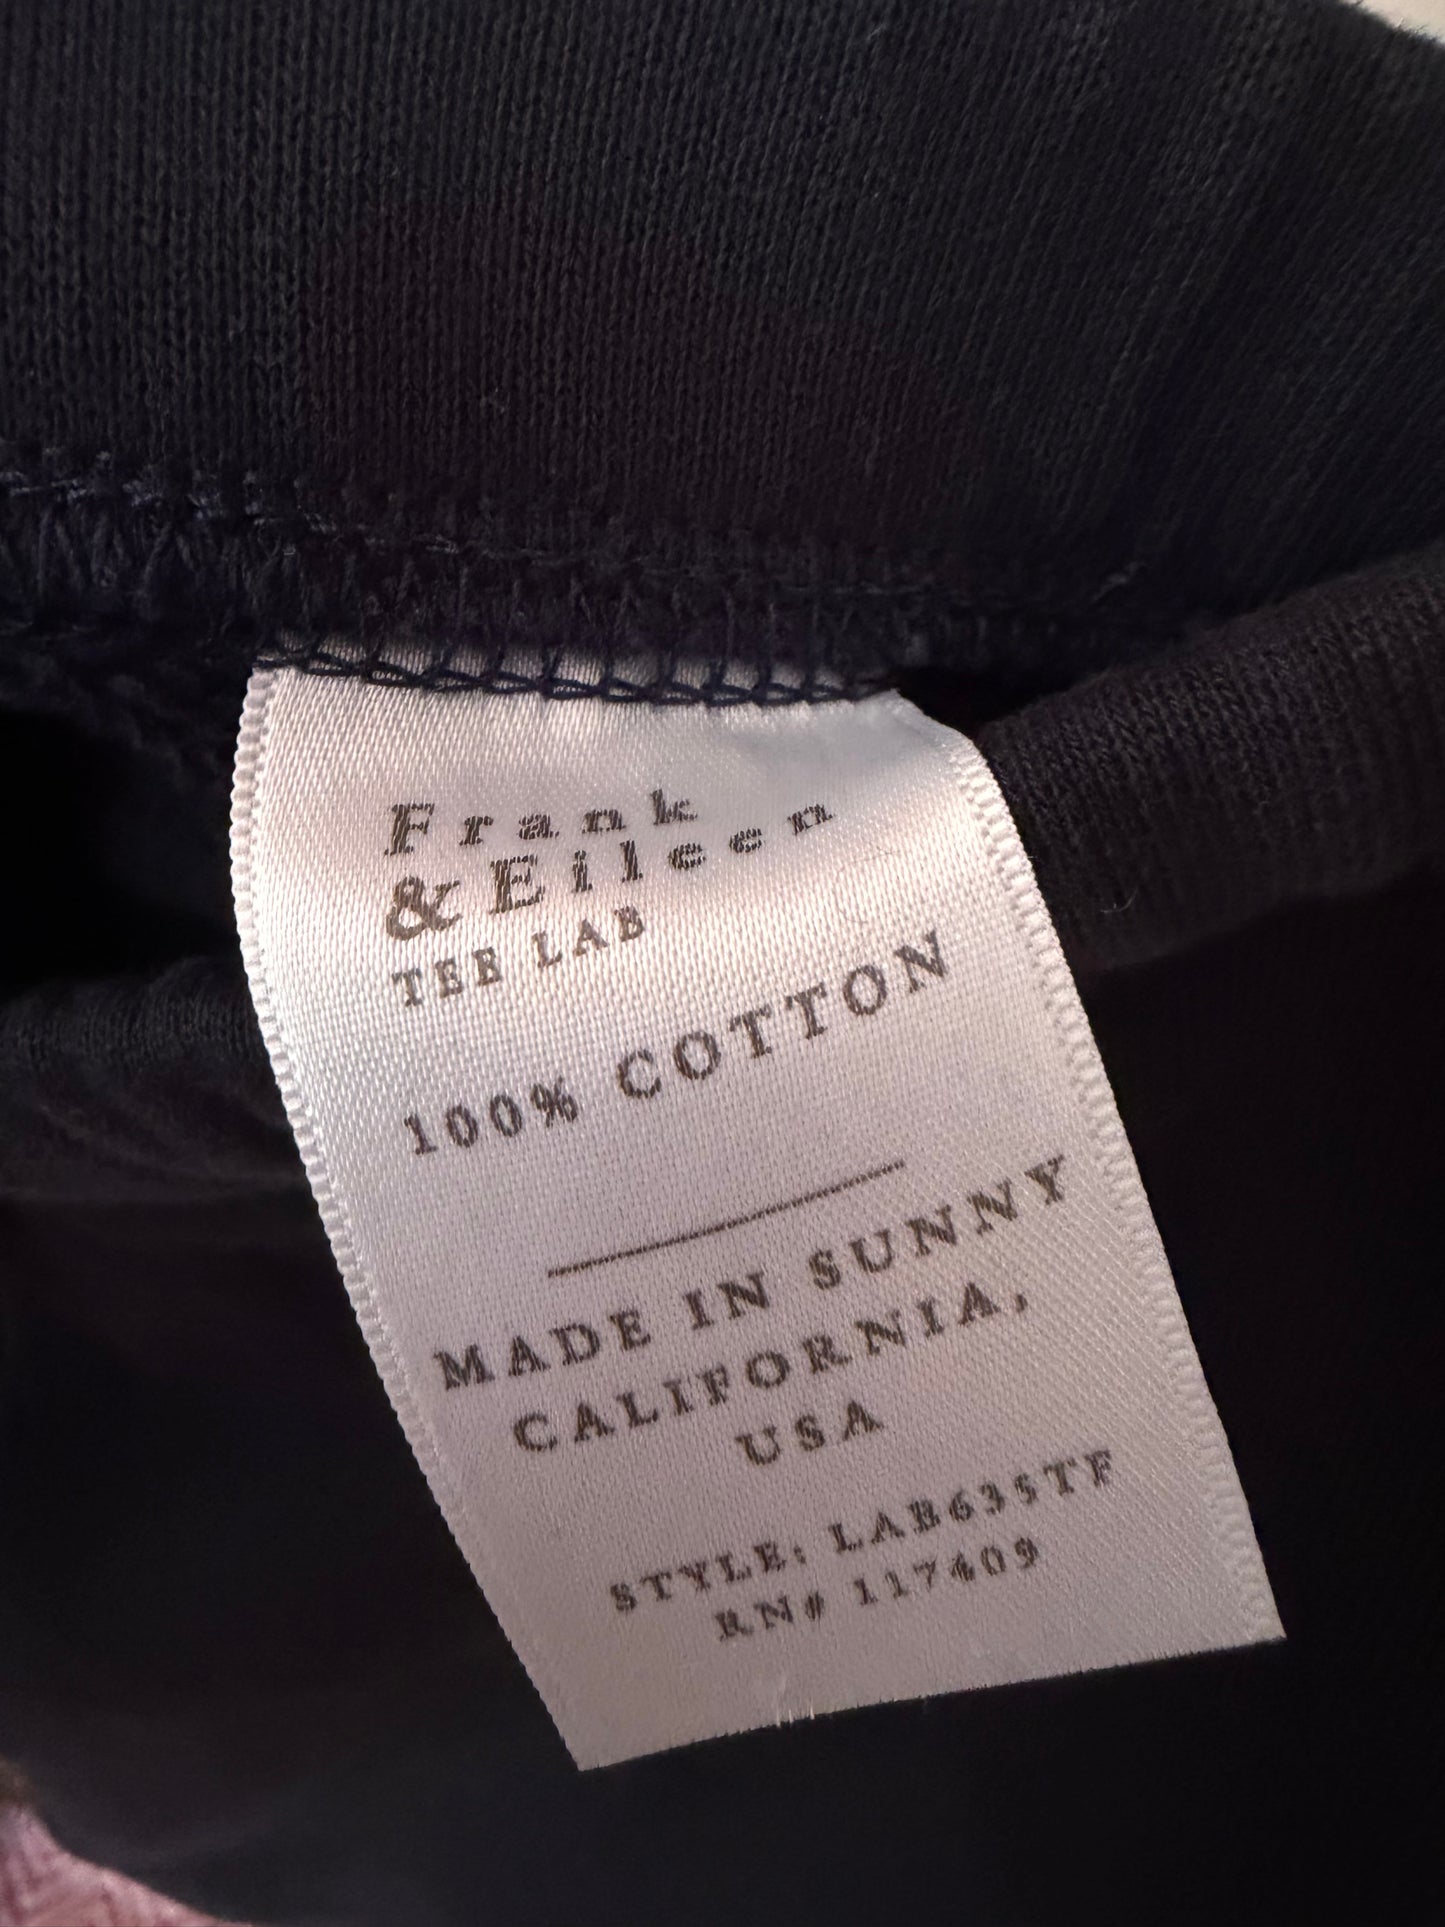 Frank
& Eileen
TEE LAB
100% COTTON
MADE IN SUNNY
CALIFORNIA,
USA
STYLE: LAB635TF
RN# 117409